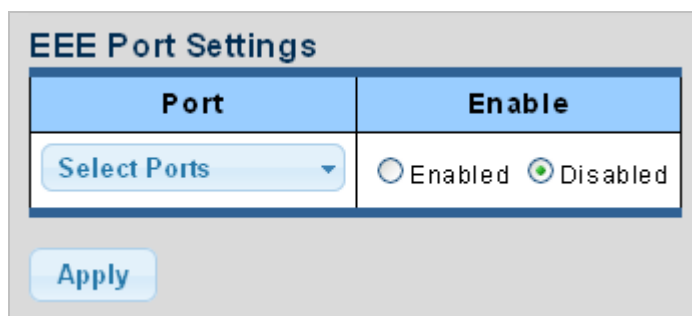 EEE Port Settings
Port Enable
Select Ports Enabled Disabled
Apply